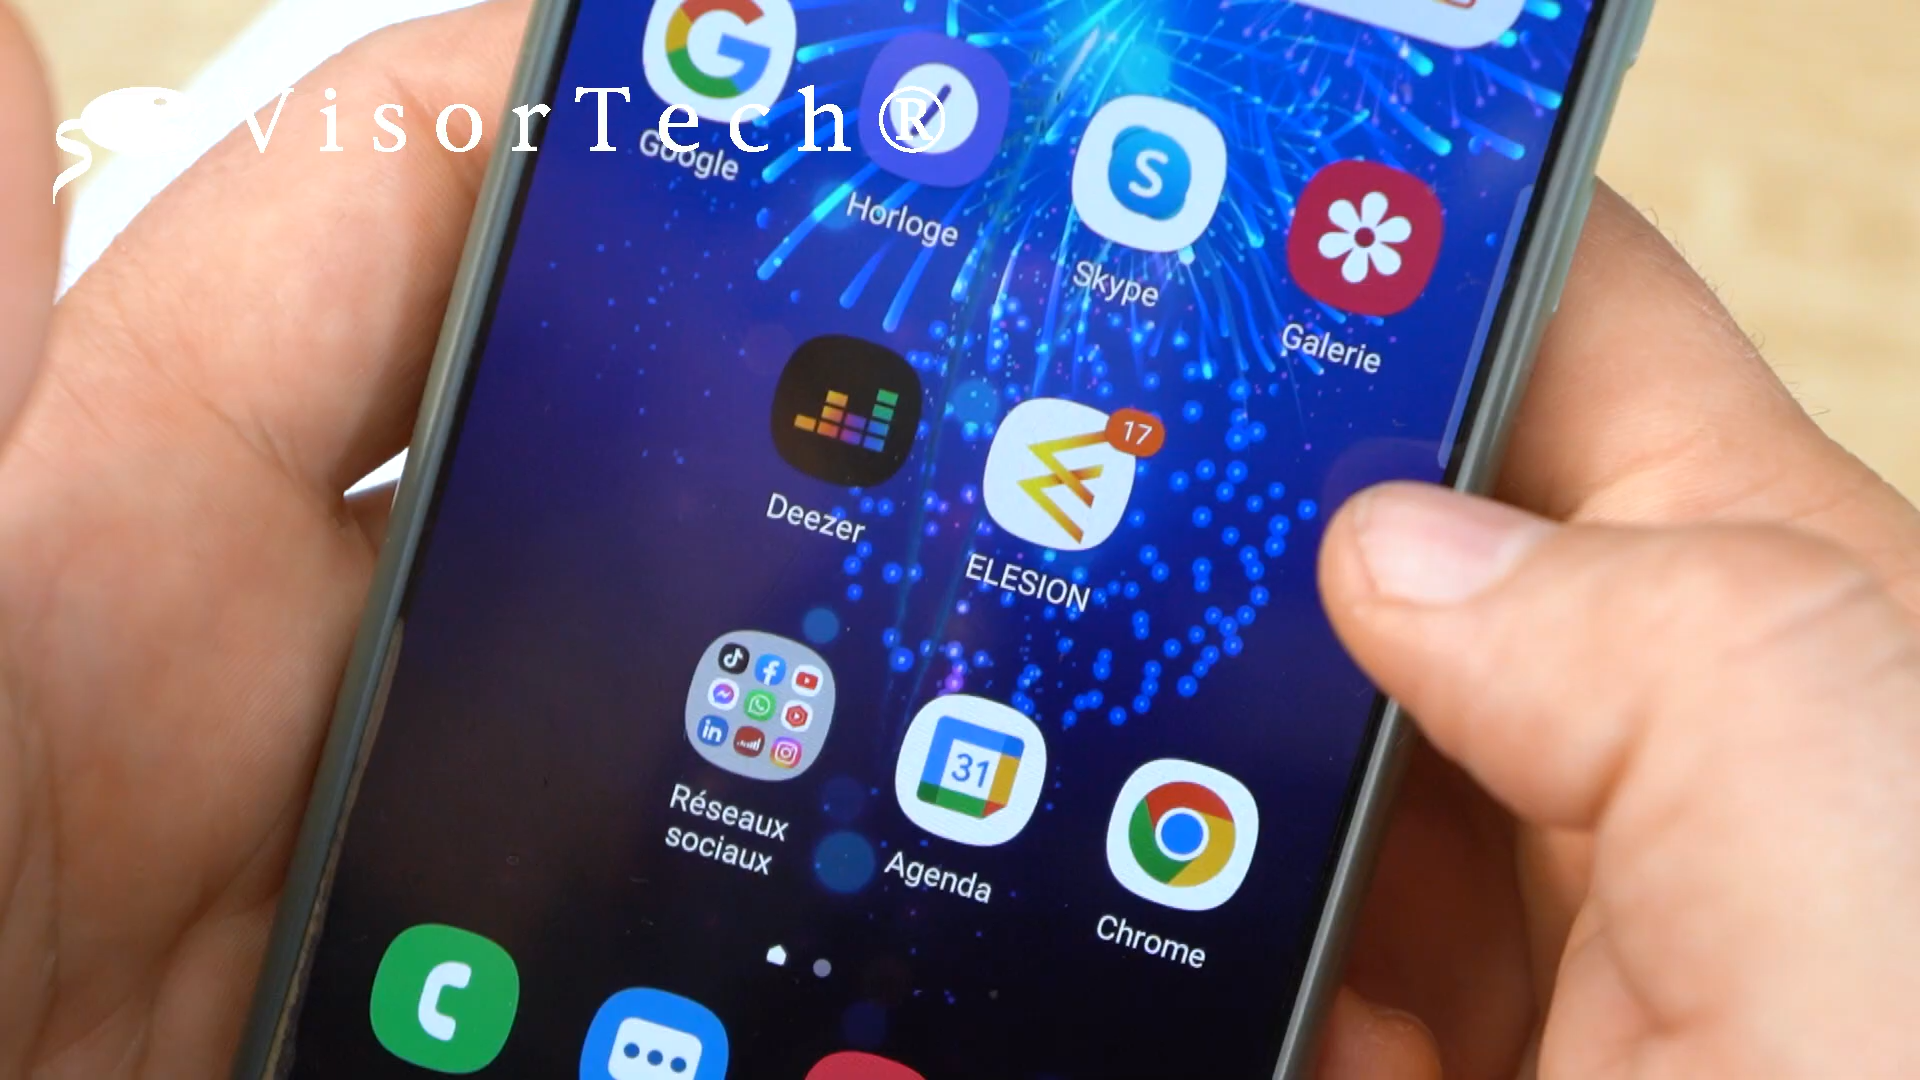 VisorTech®
Google
Horloge
Skype
Galerie
Deezer
17
ELESION
Réseaux
sociaux
31
Agenda
Chrome